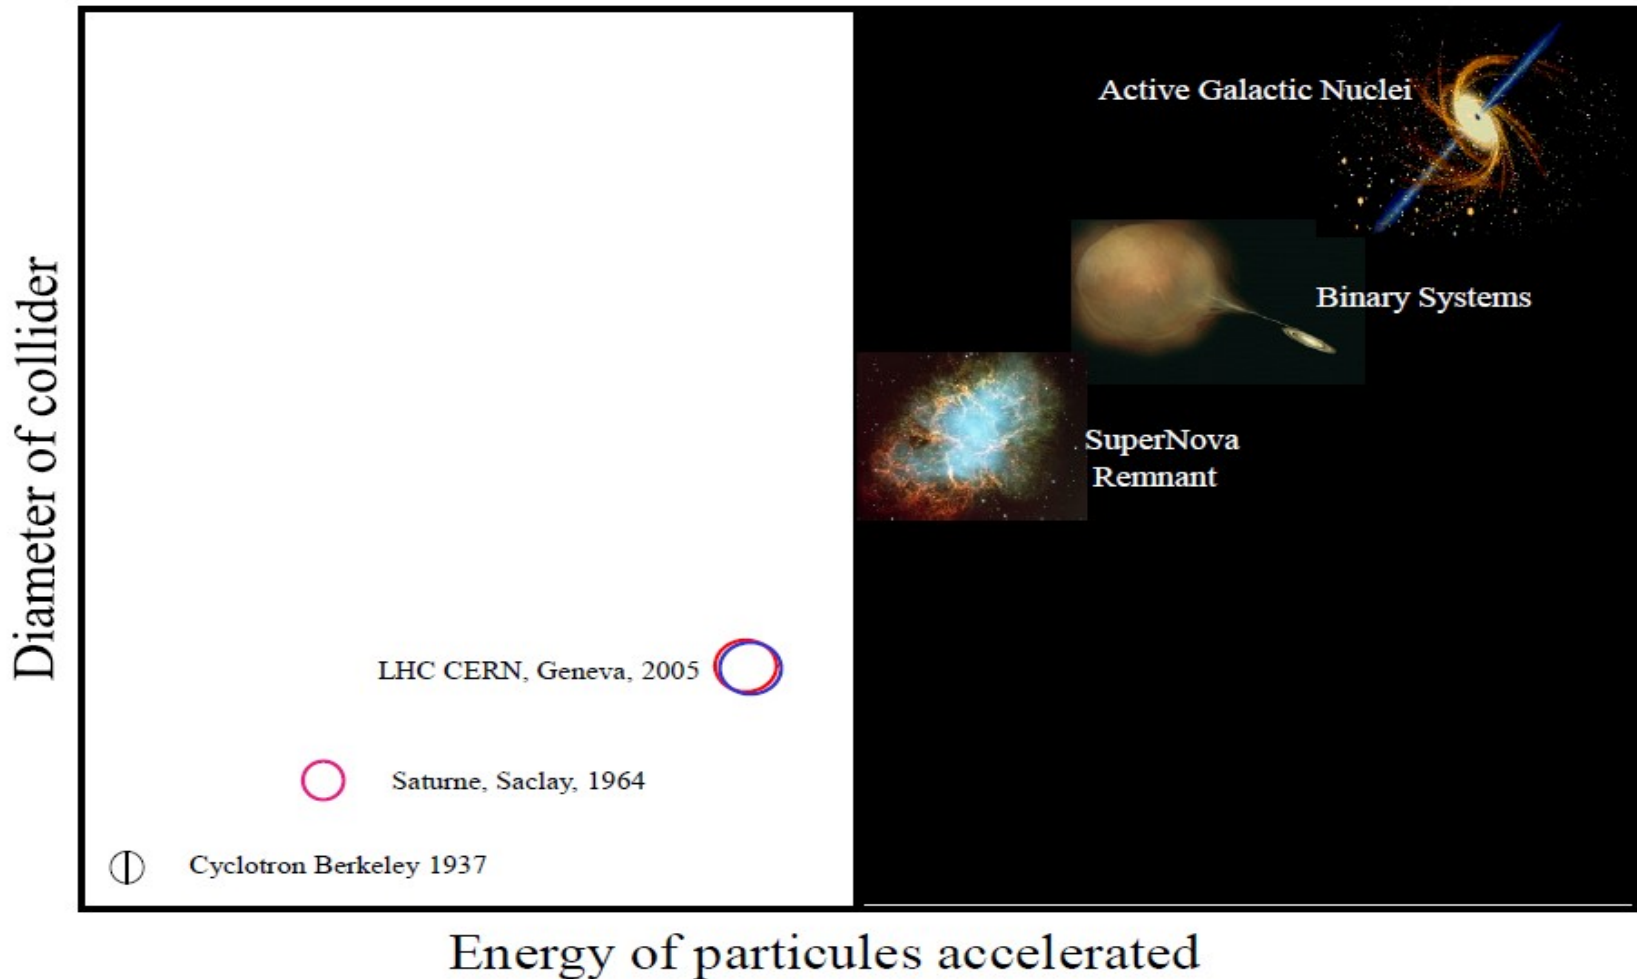 Active Galactic Nuclei
Binary Systems
SuperNova
Remnant
Diameter of collider
LHC CERN, Geneva, 2005
Saturne, Saclay, 1964
Cyclotron Berkeley 1937
Energy of particules accelerated